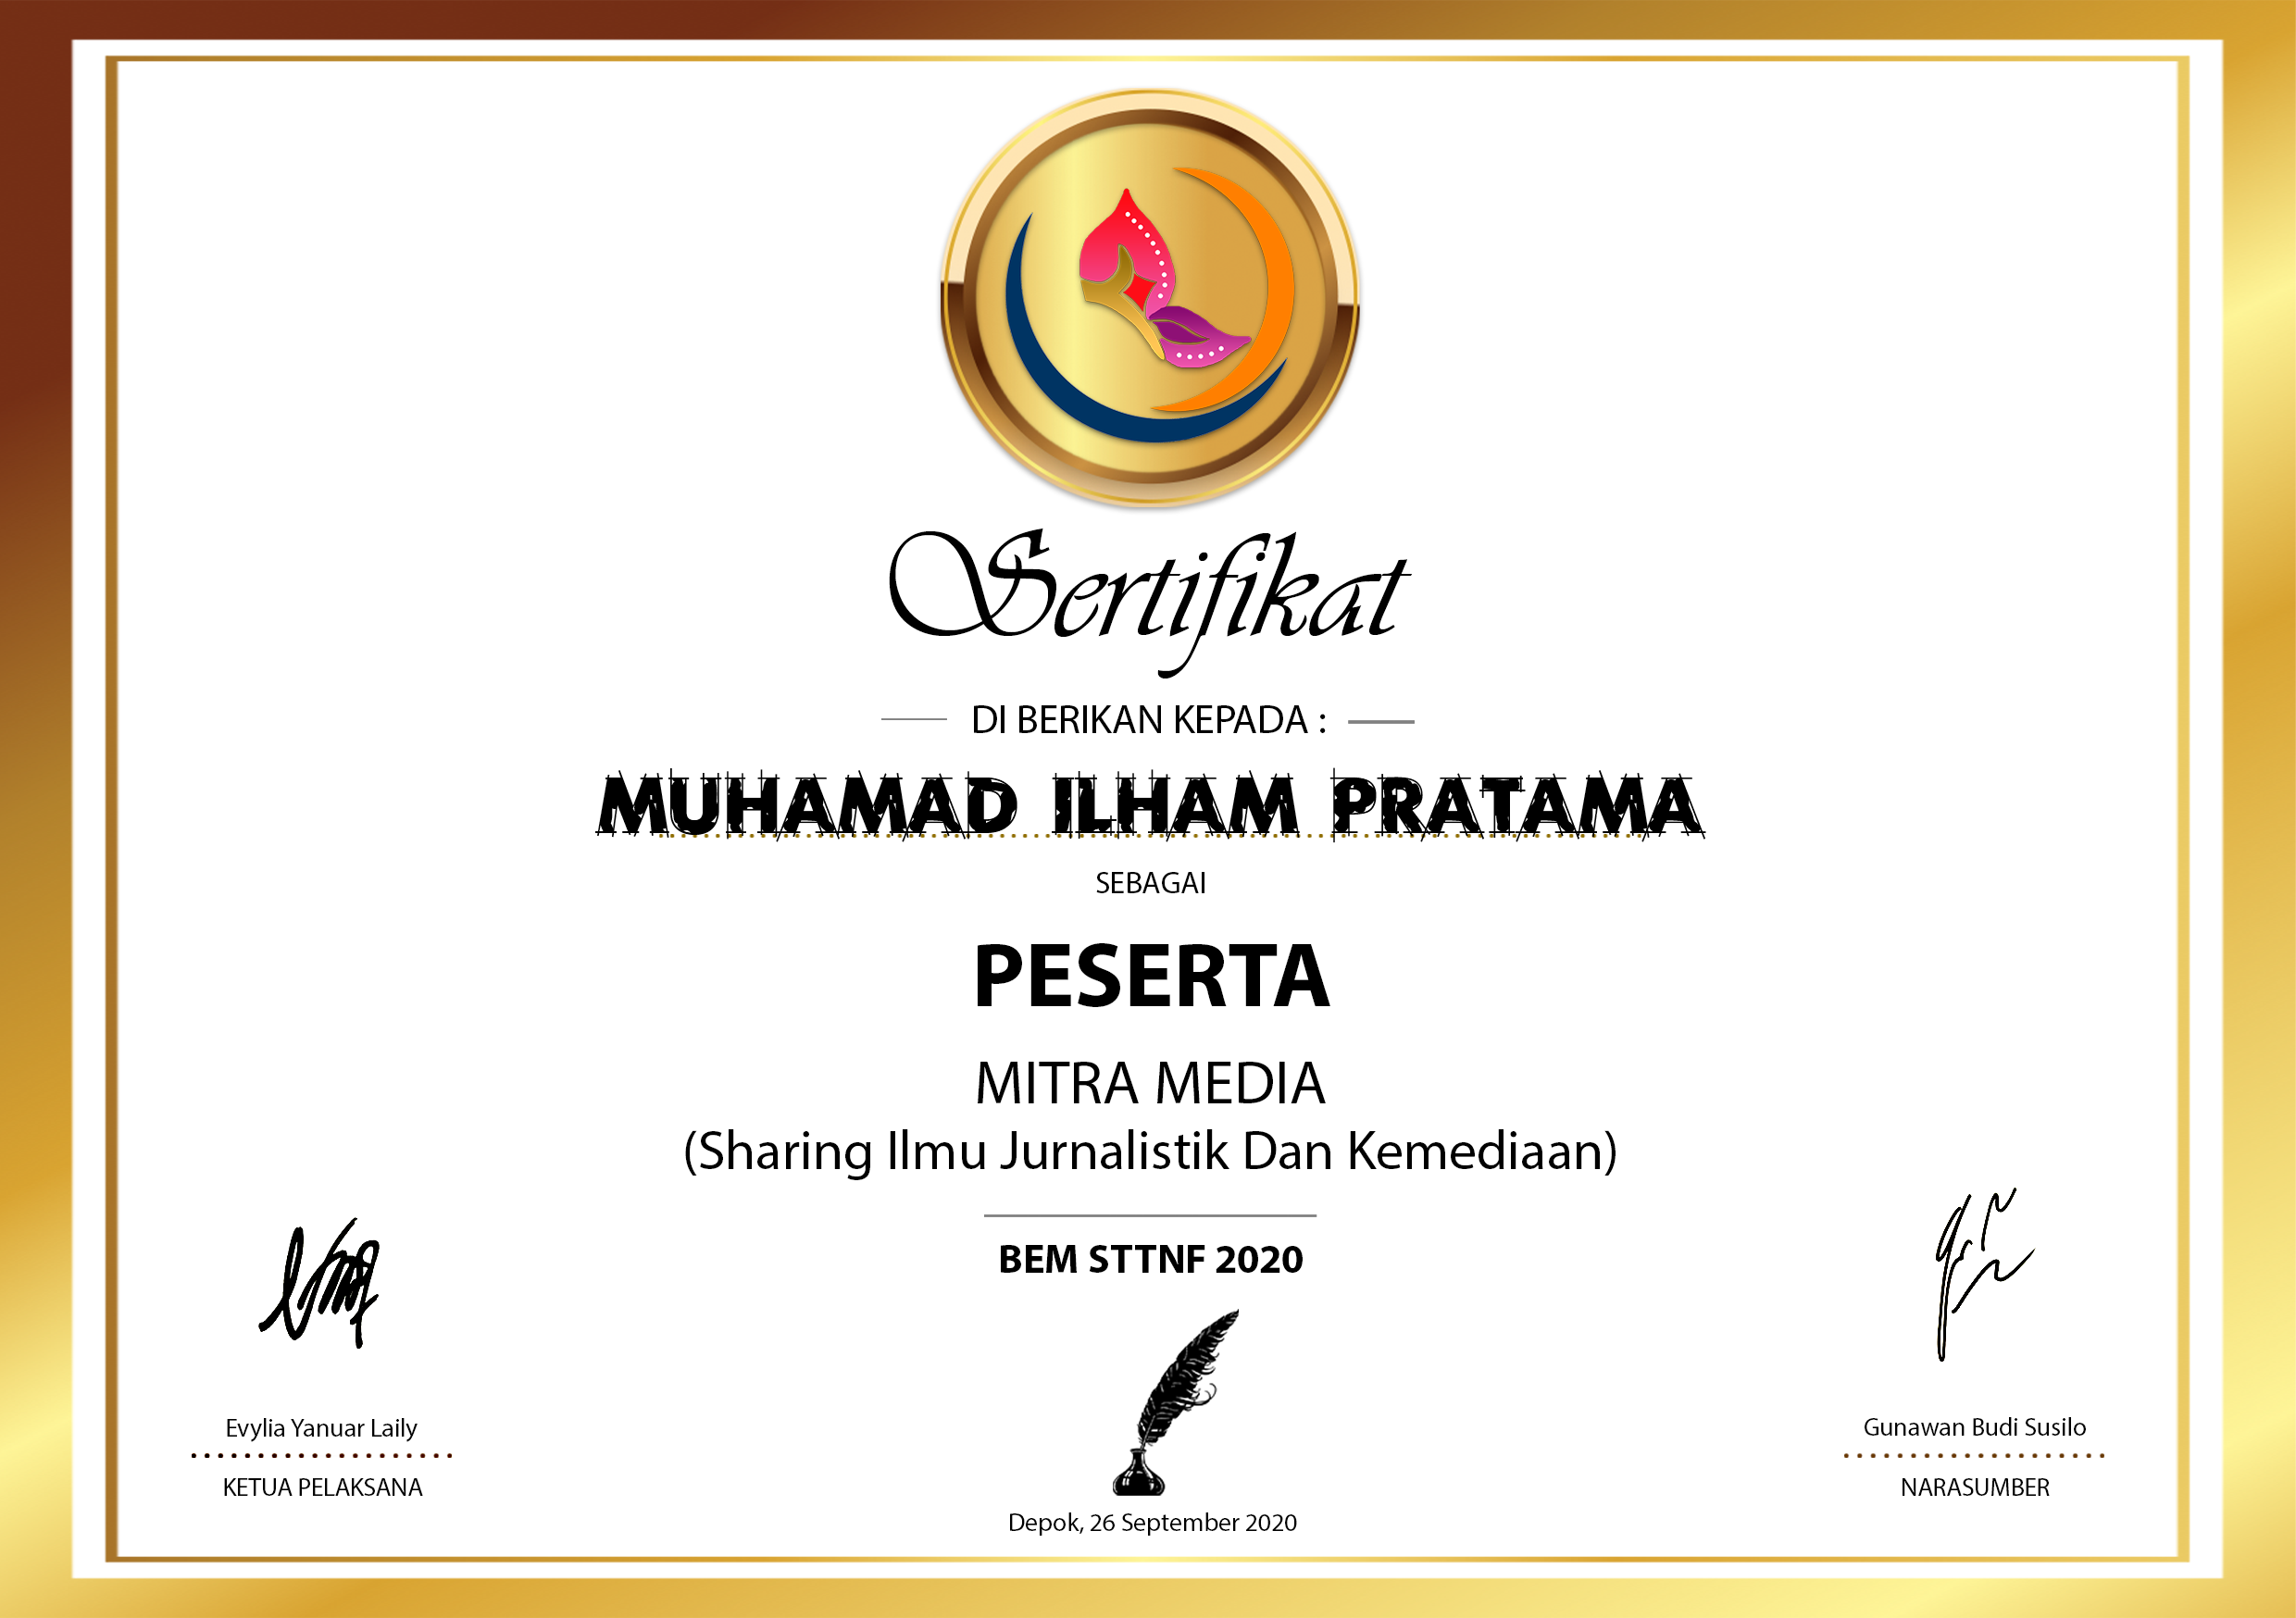 Sertifikat
DI BERIKAN KEPADA :
MUHAMAD ILHAM PRATAMA
SEBAGAI
PESERTA
MITRA MEDIA
(Sharing Ilmu Jurnalistik Dan Kemediaan)
BEM STTNF 2020
Evylia Yanuar Laily
KETUA PELAKSANA
Gunawan Budi Susilo
NARASUMBER
Depok, 26 September 2020